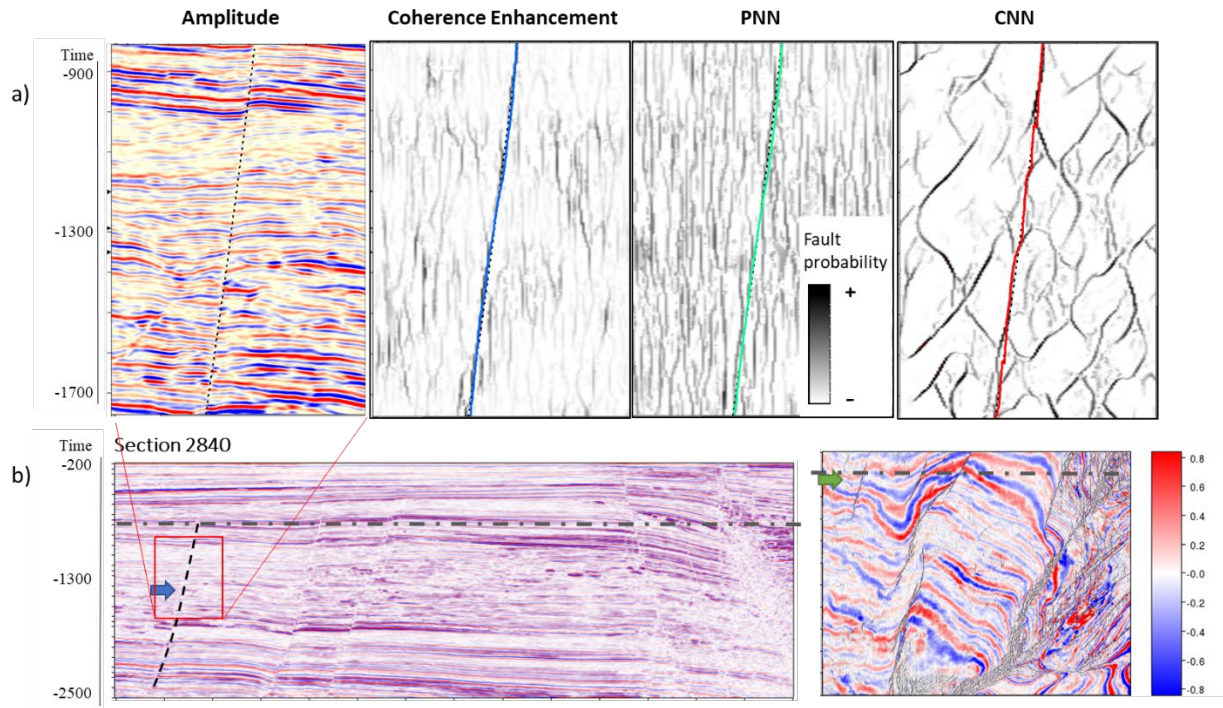 Amplitude
Coherence Enhancement
PNN
CNN
Time
a)
-900
-1300
-1700
Fault
probability
+
-
Time
Section 2840
b)
-200
-1300
-2500
0.8
0.6
0.4
0.2
-0.0
-0.2
-0.4
-0.6
-0.8